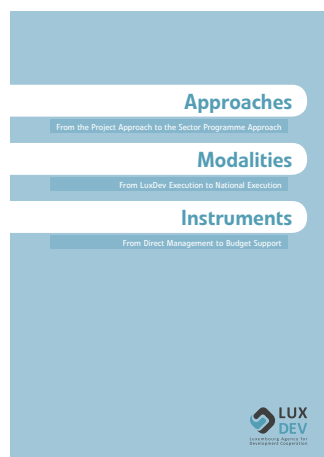 Approaches
From the Project Approach to the Sector Programme Approach
Modalities
From LuxDev Execution to National Execution
Instruments
From Direct Management to Budget Support
LUX
DEV
Luxembourg Agency for
Development Cooperation